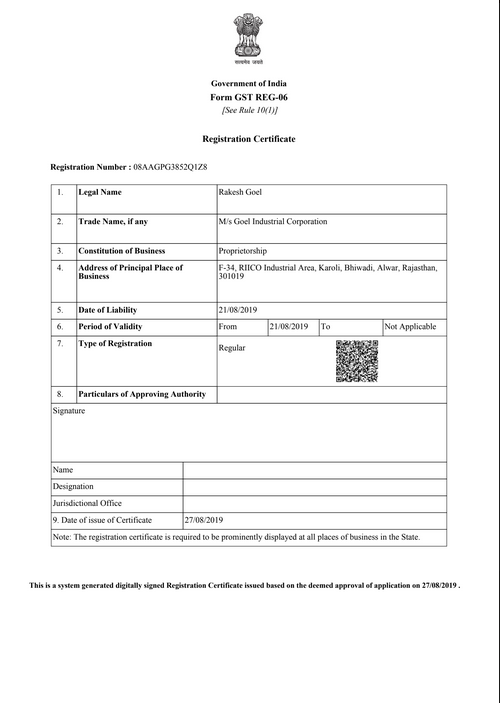 सत्यमेव जयते
Government of India
Form GST REG-06
[See Rule 10(1)]
Registration Certificate
Registration Number : 08AAGPG3852Q1Z8
1. Legal Name Rakesh Goel
2. Trade Name, if any M/s Goel Industrial Corporation
3. Constitution of Business Proprietorship
4. Address of Principal Place of Business F-34, RIICO Industrial Area, Karoli, Bhiwadi, Alwar, Rajasthan, 301019
5. Date of Liability 21/08/2019
6. Period of Validity From 21/08/2019 To Not Applicable
7. Type of Registration Regular
8. Particulars of Approving Authority
Signature
Name
Designation
Jurisdictional Office
9. Date of issue of Certificate 27/08/2019
Note: The registration certificate is required to be prominently displayed at all places of business in the State.
This is a system generated digitally signed Registration Certificate issued based on the deemed approval of application on 27/08/2019 .